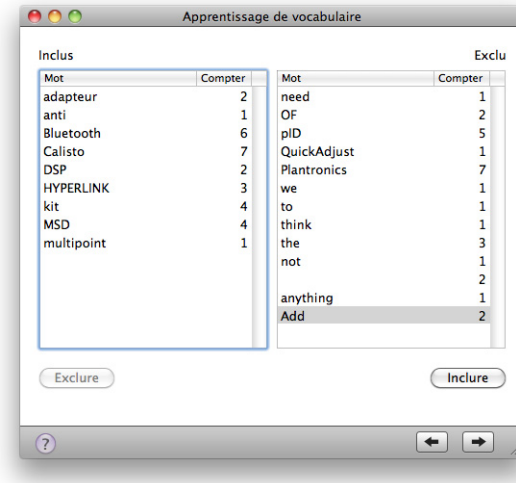 Apprentissage de vocabulaire
Inclus
Mot Compter
adapteur 2
anti 1
Bluetooth 6
Calisto 7
DSP 2
HYPERLINK 3
kit 4
MSD 4
multipoint 1
Exclure
Exclu
Mot Compter
need 1
OF 2
pID 5
QuickAdjust 1
Plantronics 7
we 1
to 1
think 1
the 3
not 1
2
anything 1
Add 2
Inclure
?